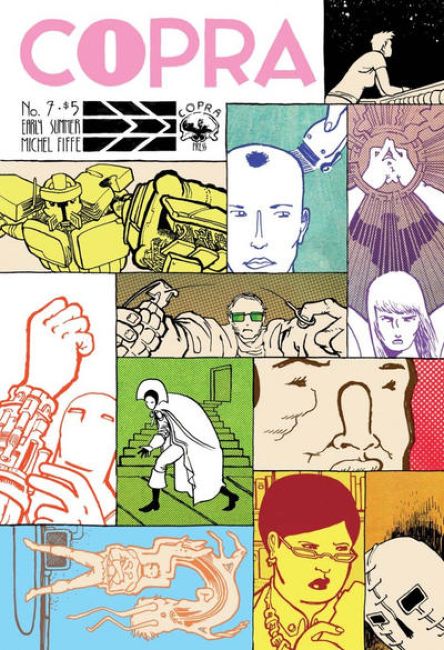 COPRA
No. 7 · $5
EARLY SUMMER
MICHEL FIFFE
COPRA
PRESS